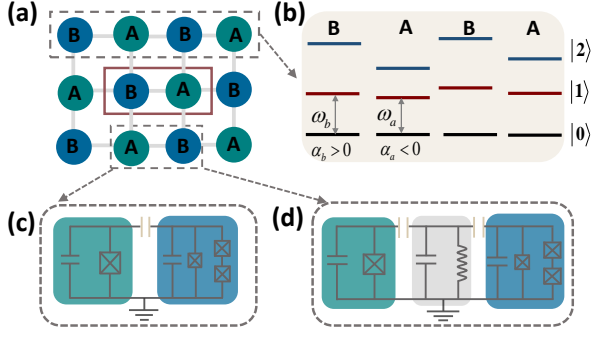 (a)
B A B A
A B A B
B A B A
(b)
B A B A
|2⟩
|1⟩
ω_b ω_a
|0⟩
α_b > 0 α_a < 0
(c)
(d)